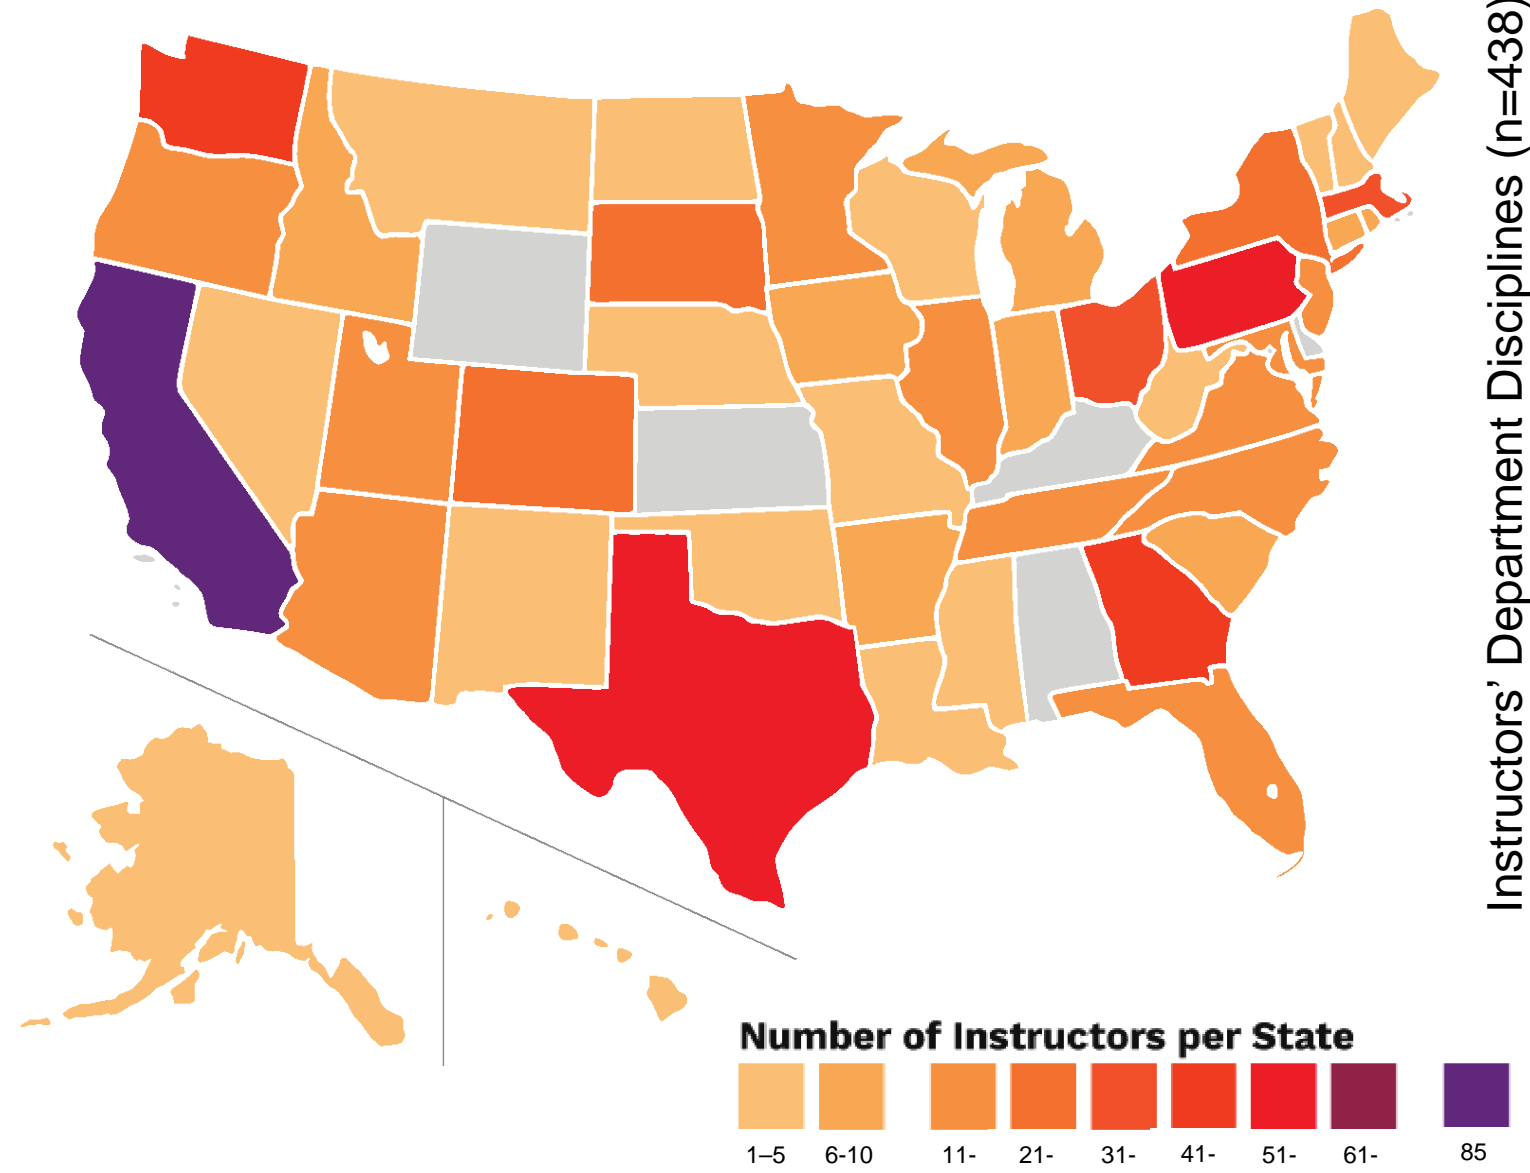 Instructors’ Department Disciplines (n=438)
Number of Instructors per State
1–5 6-10 11- 21- 31- 41- 51- 61- 85